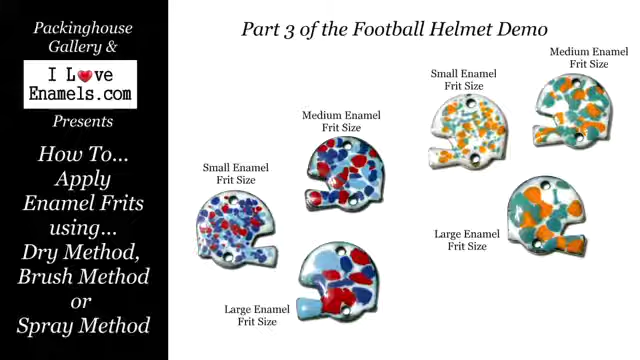 Packinghouse
Gallery &
I L❤ve
Enamels.com
Presents
How To...
Apply
Enamel Frits
using...
Dry Method,
Brush Method
or
Spray Method
Part 3 of the Football Helmet Demo
Small Enamel
Frit Size
Medium Enamel
Frit Size
Large Enamel
Frit Size
Small Enamel
Frit Size
Medium Enamel
Frit Size
Large Enamel
Frit Size